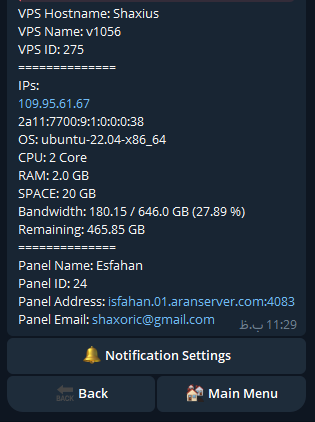 VPS Hostname: Shaxius
VPS Name: v1056
VPS ID: 275
==============
IPs:
109.95.61.67
2a11:7700:9:1:0:0:0:38
OS: ubuntu-22.04-x86_64
CPU: 2 Core
RAM: 2.0 GB
SPACE: 20 GB
Bandwidth: 180.15 / 646.0 GB (27.89 %)
Remaining: 465.85 GB
==============
Panel Name: Esfahan
Panel ID: 24
Panel Address: isfahan.01.aranserver.com:4083
Panel Email: shaxoric@gmail.com
11:29 ب.ظ
🔔 Notification Settings
🔙 Back
🏘 Main Menu